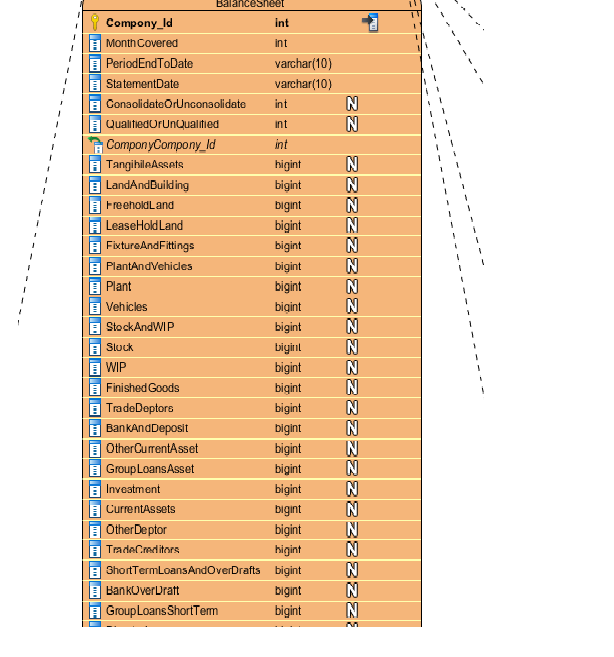 BalanceSheet
Compony_Id int
MonthCovered int
PeriodEndToDate varchar(10)
StatementDate varchar(10)
ConsolidateOrUnconsolidate int N
QualifiedOrUnQualified int N
ComponyCompony_Id int
TangibileAssets bigint N
LandAndBuilding bigint N
FreeholdLand bigint N
LeaseHoldLand bigint N
FixtureAndFittings bigint N
PlantAndVehicles bigint N
Plant bigint N
Vehicles bigint N
StockAndWIP bigint N
Stock bigint N
WIP bigint N
FinishedGoods bigint N
TradeDeptors bigint N
BankAndDeposit bigint N
OtherCurrentAsset bigint N
GroupLoansAsset bigint N
Investment bigint N
CurrentAssets bigint N
OtherDeptor bigint N
TradeCreditors bigint N
ShortTermLoansAndOverDrafts bigint N
BankOverDraft bigint N
GroupLoansShortTerm bigint N